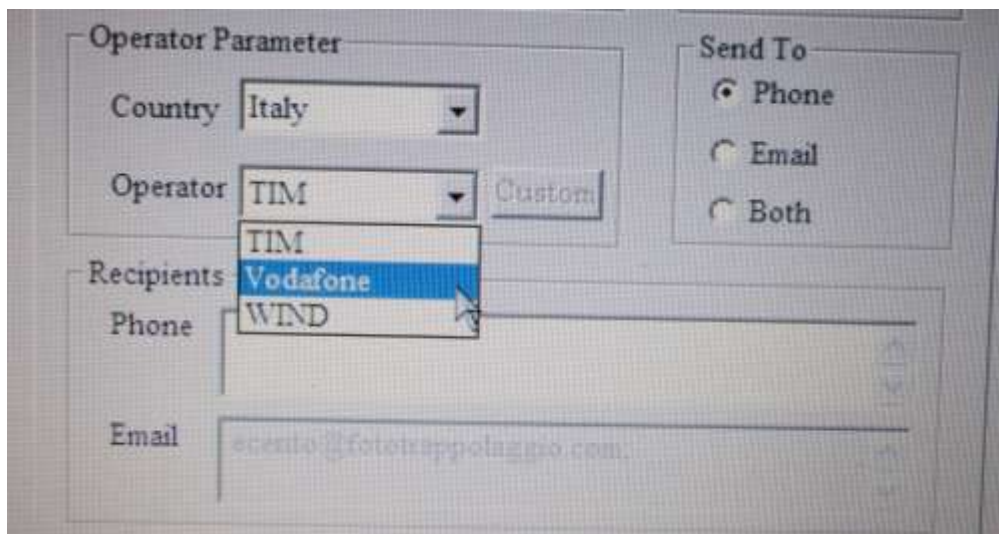 Operator Parameter
Country Italy
Operator TIM Custom
TIM
Vodafone
WIND
Send To
Phone
Email
Both
Recipients
Phone
Email